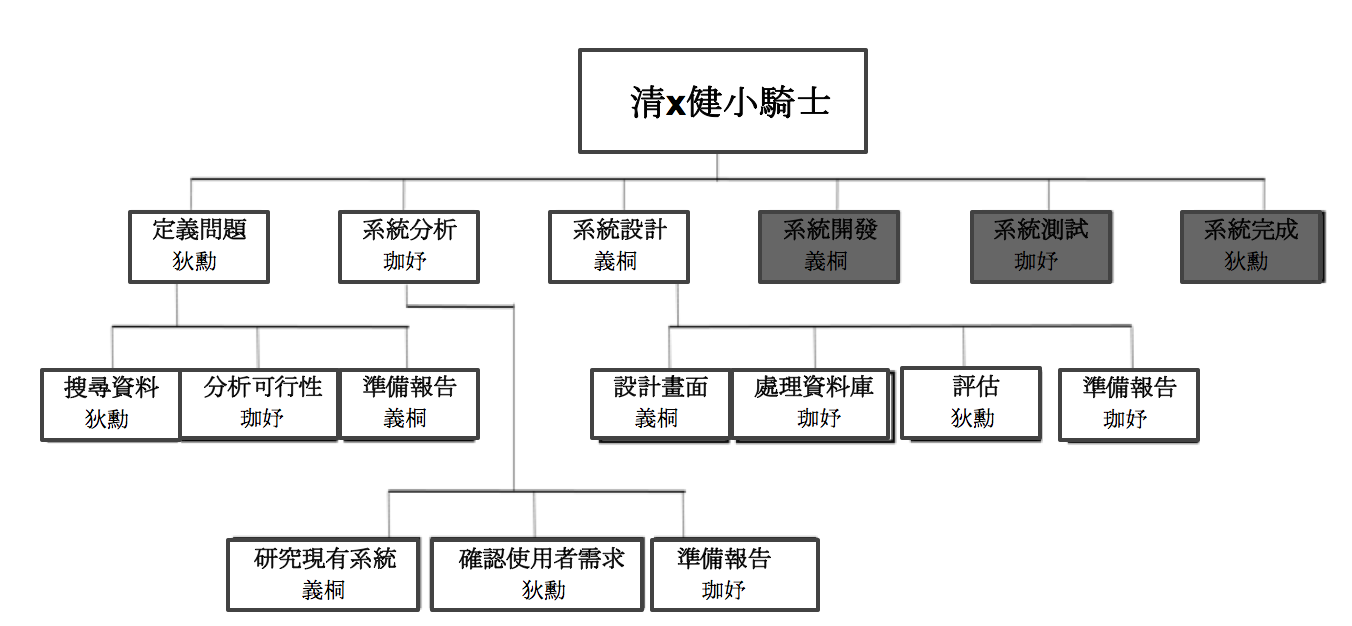 清x健小騎士
定義問題
狄勳
系統分析
珈妤
系統設計
義桐
系統開發
義桐
系統測試
珈妤
系統完成
狄勳
搜尋資料
狄勳
分析可行性
珈妤
準備報告
義桐
設計畫面
義桐
處理資料庫
珈妤
評估
狄勳
準備報告
珈妤
研究現有系統
義桐
確認使用者需求
狄勳
準備報告
珈妤